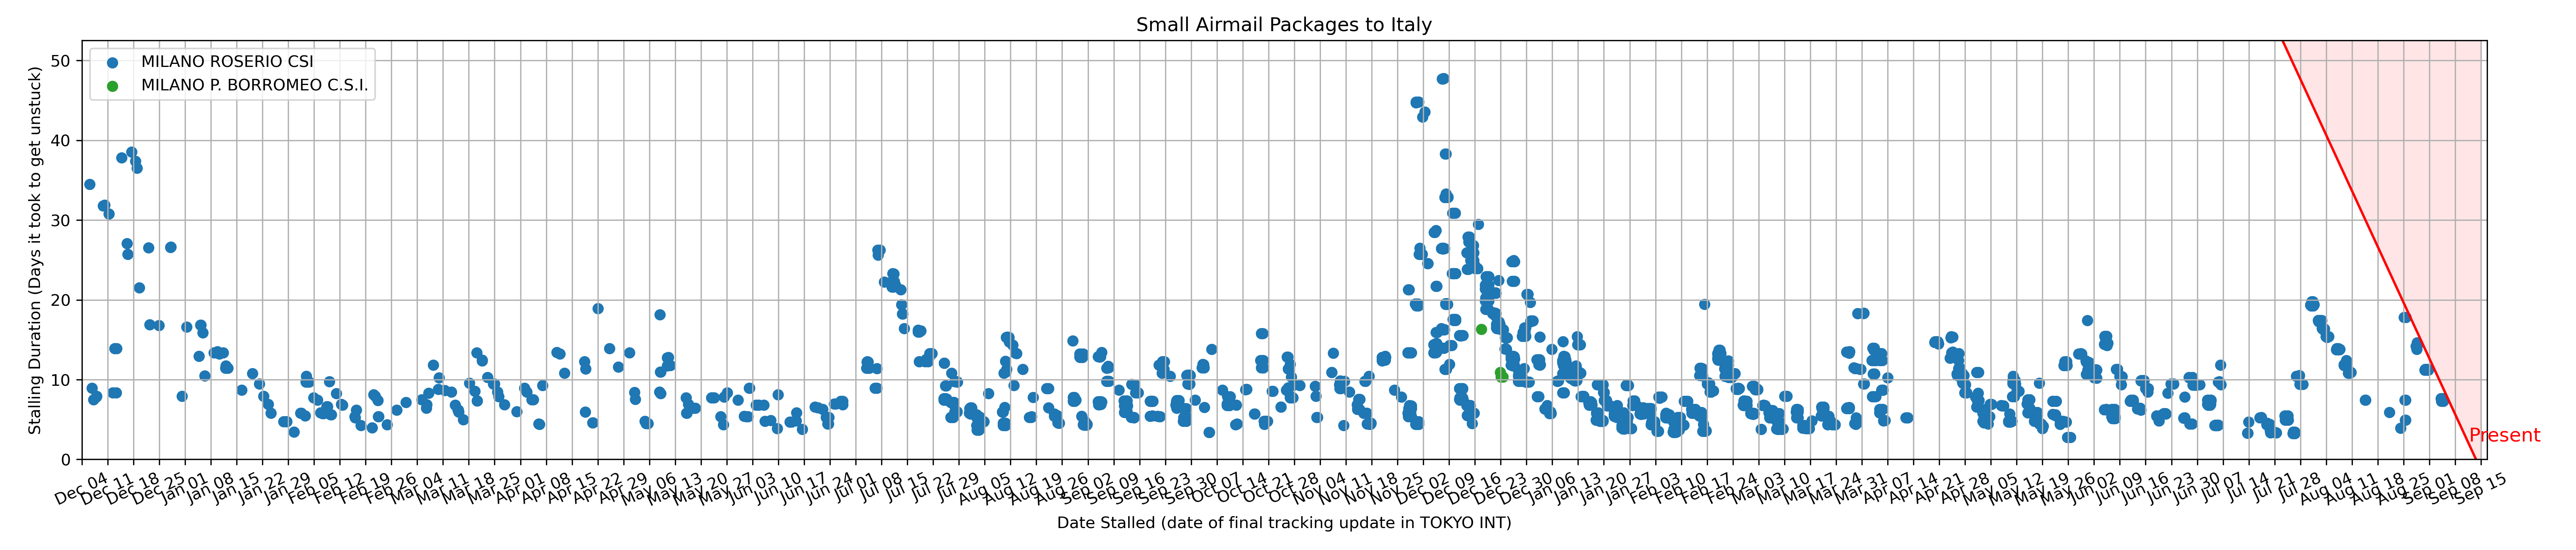 Small Airmail Packages to Italy
MILANO ROSERIO CSI
MILANO P. BORROMEO C.S.I.
Stalling Duration (Days it took to get unstuck)
50
40
30
20
10
0
Present
Dec 04
Dec 11
Dec 18
Dec 25
Jan 01
Jan 08
Jan 15
Jan 22
Jan 29
Feb 05
Feb 12
Feb 19
Feb 26
Mar 04
Mar 11
Mar 18
Mar 25
Apr 01
Apr 08
Apr 15
Apr 22
Apr 29
May 06
May 13
May 20
May 27
Jun 03
Jun 10
Jun 17
Jun 24
Jul 01
Jul 08
Jul 15
Jul 22
Jul 29
Aug 05
Aug 12
Aug 19
Aug 26
Sep 02
Sep 09
Sep 16
Sep 23
Sep 30
Oct 07
Oct 14
Oct 21
Oct 28
Nov 04
Nov 11
Nov 18
Nov 25
Dec 02
Dec 09
Dec 16
Dec 23
Dec 30
Jan 06
Jan 13
Jan 20
Jan 27
Feb 03
Feb 10
Feb 17
Feb 24
Mar 03
Mar 10
Mar 17
Mar 24
Mar 31
Apr 07
Apr 14
Apr 21
Apr 28
May 05
May 12
May 19
May 26
Jun 02
Jun 09
Jun 16
Jun 23
Jun 30
Jul 07
Jul 14
Jul 21
Jul 28
Aug 04
Aug 11
Aug 18
Aug 25
Sep 01
Sep 08
Sep 15
Date Stalled (date of final tracking update in TOKYO INT)